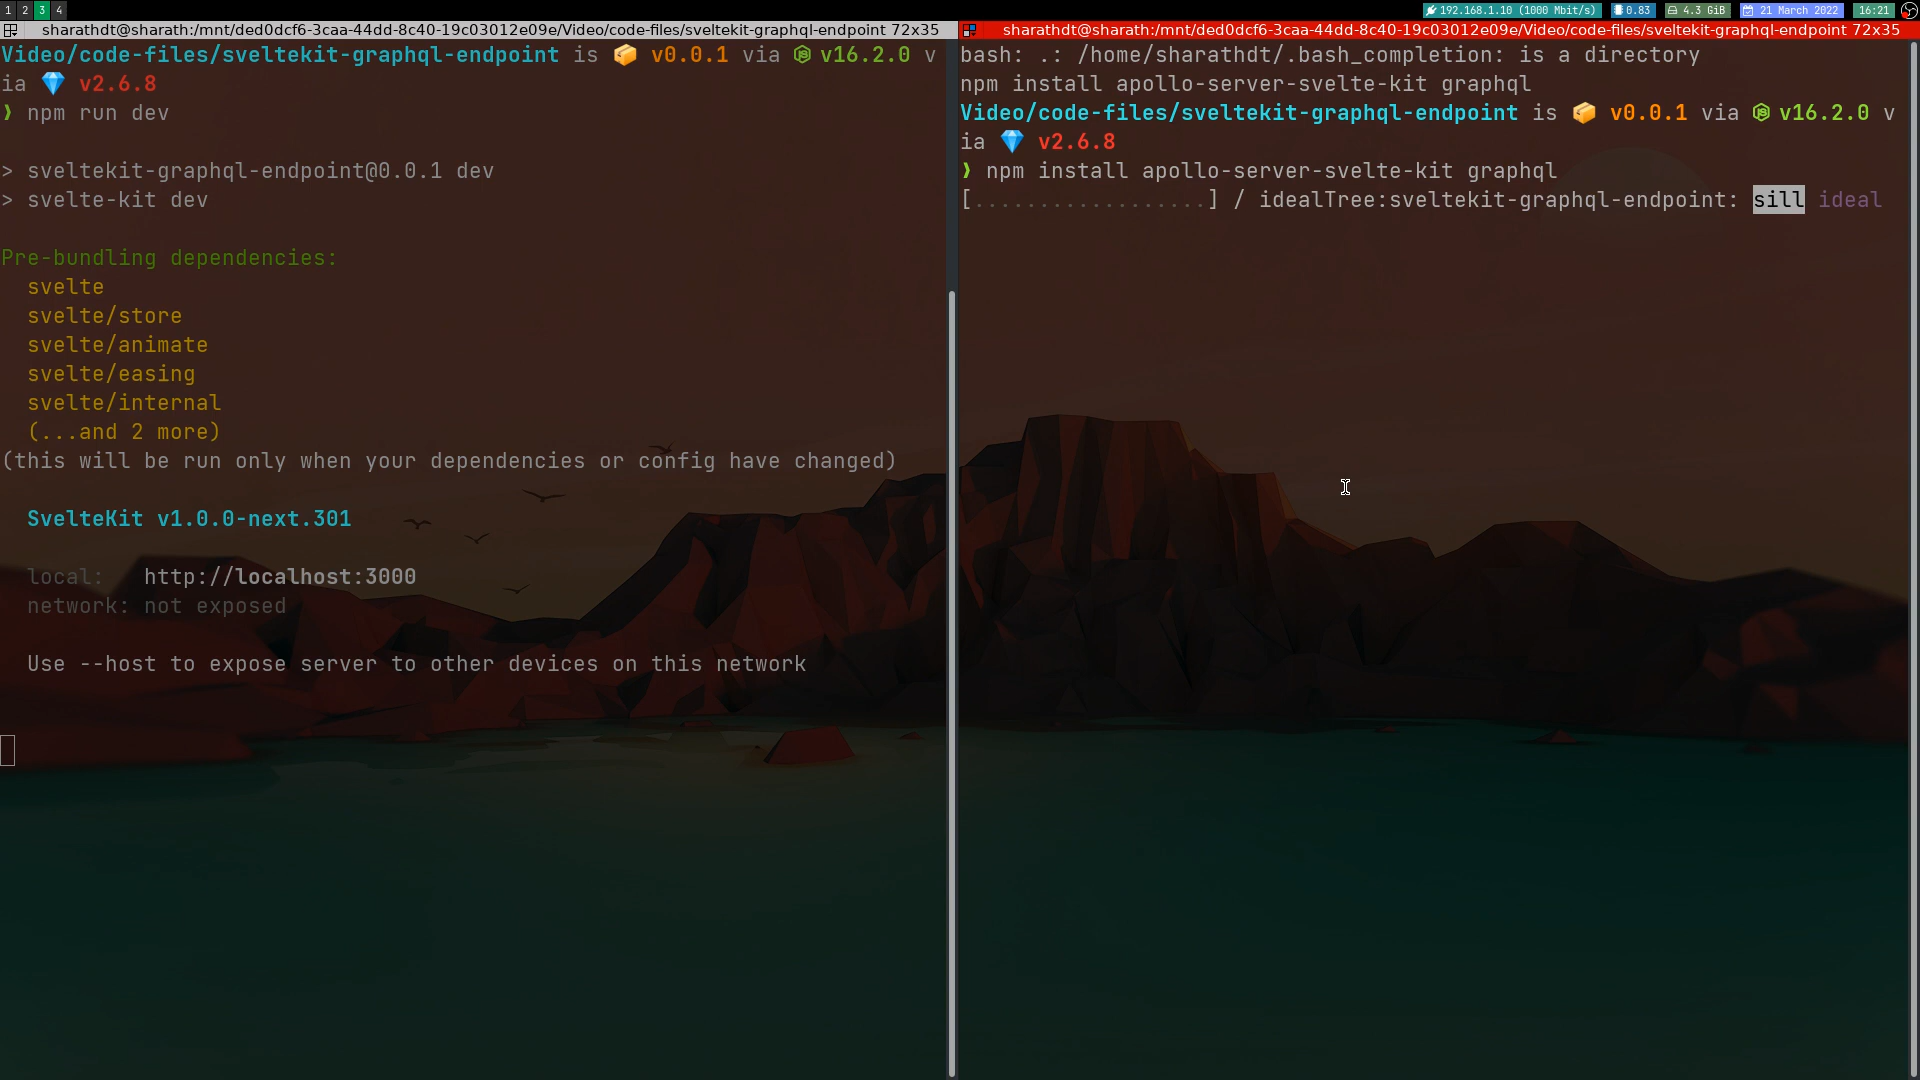 1 2 3 4
192.168.1.10 (1000 Mbit/s) 0.83 4.3 GiB 21 March 2022 16:21
sharathdt@sharath:/mnt/ded0dcf6-3caa-44dd-8c40-19c03012e09e/Video/code-files/sveltekit-graphql-endpoint 72x35
Video/code-files/sveltekit-graphql-endpoint is 📦 v0.0.1 via v16.2.0 v
ia 💎 v2.6.8
❱ npm run dev
> sveltekit-graphql-endpoint@0.0.1 dev
> svelte-kit dev
Pre-bundling dependencies:
svelte
svelte/store
svelte/animate
svelte/easing
svelte/internal
(...and 2 more)
(this will be run only when your dependencies or config have changed)
SvelteKit v1.0.0-next.301
local: http://localhost:3000
network: not exposed
Use --host to expose server to other devices on this network
sharathdt@sharath:/mnt/ded0dcf6-3caa-44dd-8c40-19c03012e09e/Video/code-files/sveltekit-graphql-endpoint 72x35
bash: .: /home/sharathdt/.bash_completion: is a directory
npm install apollo-server-svelte-kit graphql
Video/code-files/sveltekit-graphql-endpoint is 📦 v0.0.1 via v16.2.0 v
ia 💎 v2.6.8
❱ npm install apollo-server-svelte-kit graphql
[..................] / idealTree:sveltekit-graphql-endpoint: sill ideal